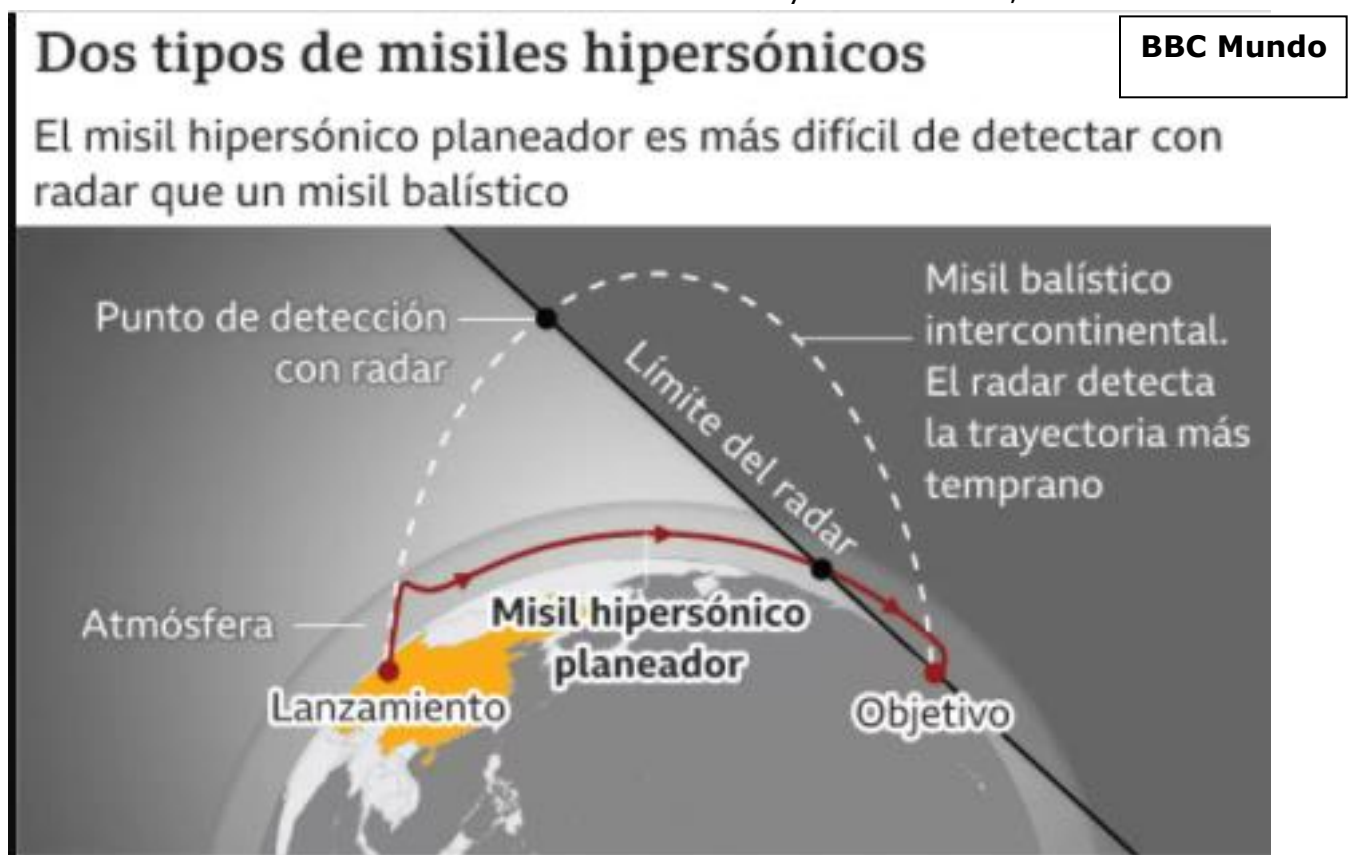 Dos tipos de misiles hipersónicos
BBC Mundo
El misil hipersónico planeador es más difícil de detectar con
radar que un misil balístico
Punto de detección
con radar
Misil balístico
intercontinental.
El radar detecta
la trayectoria más
temprano
Límite del radar
Atmósfera
Misil hipersónico
planeador
Lanzamiento
Objetivo